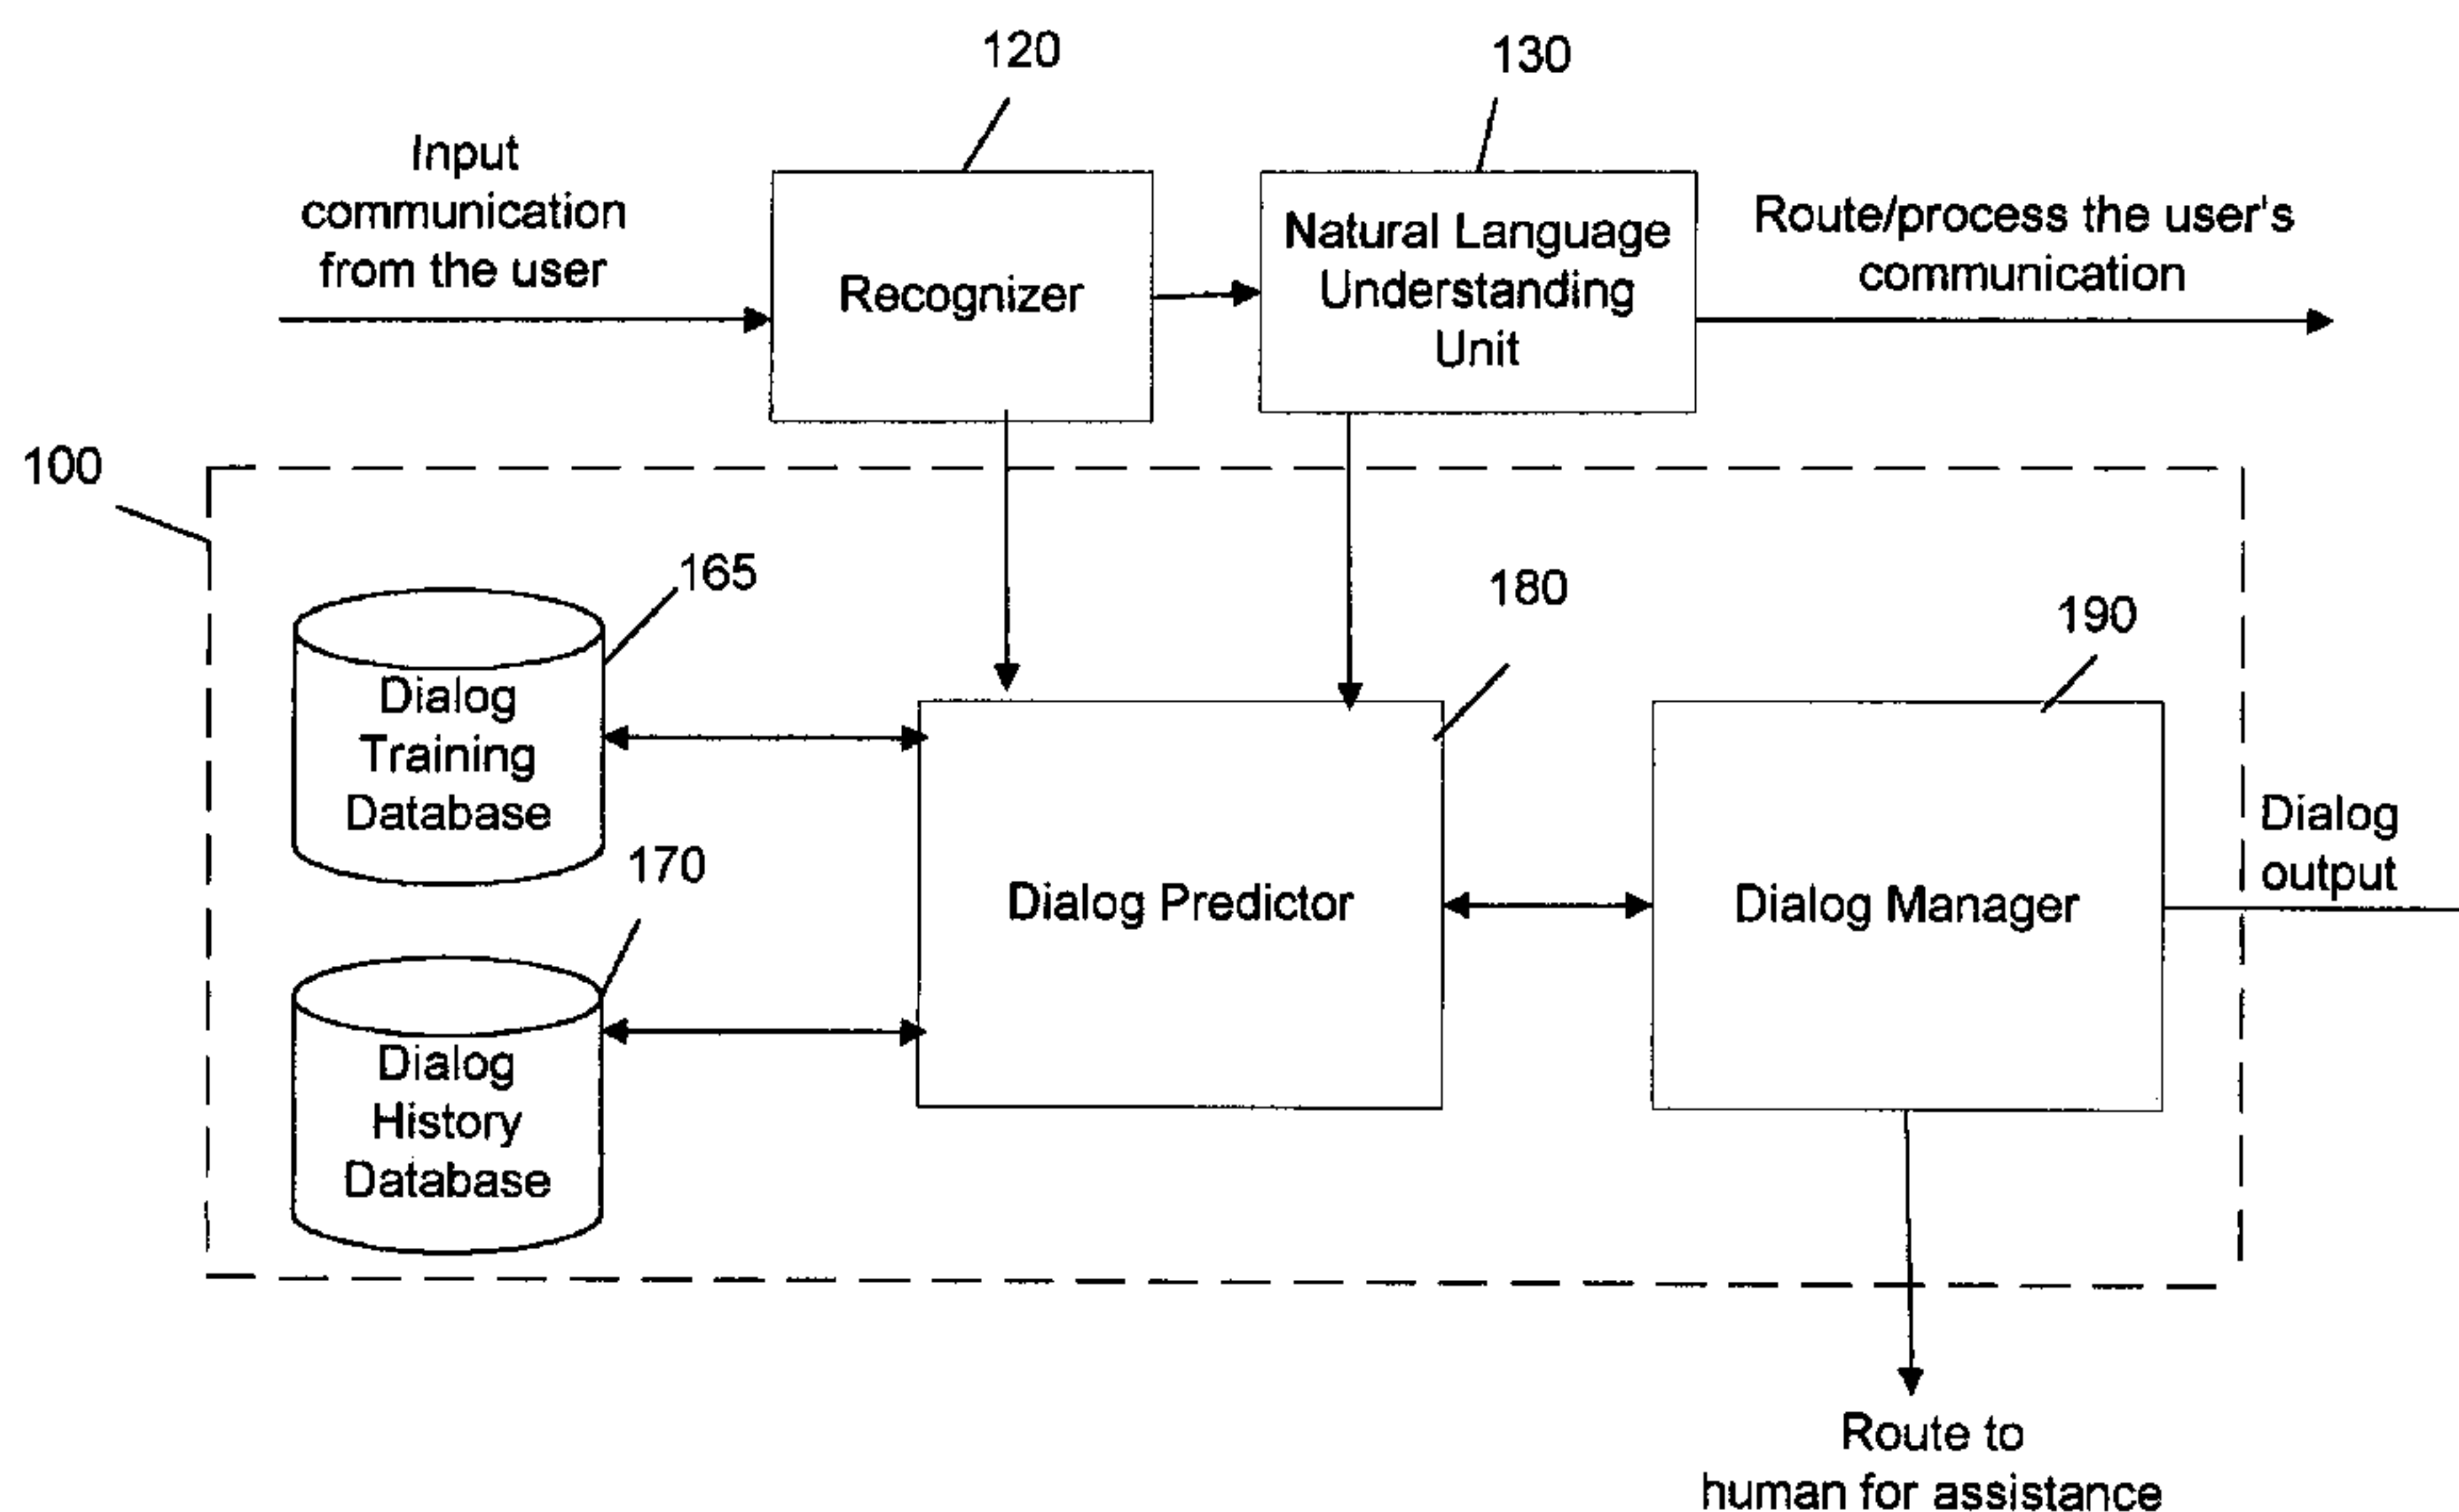 120
130
Input
communication
from the user
Recognizer
Natural Language
Understanding
Unit
Route/process the user's
communication
100
165
180
190
Dialog
Training
Database
170
Dialog Predictor
Dialog Manager
Dialog
output
Dialog
History
Database
Route to
human for assistance